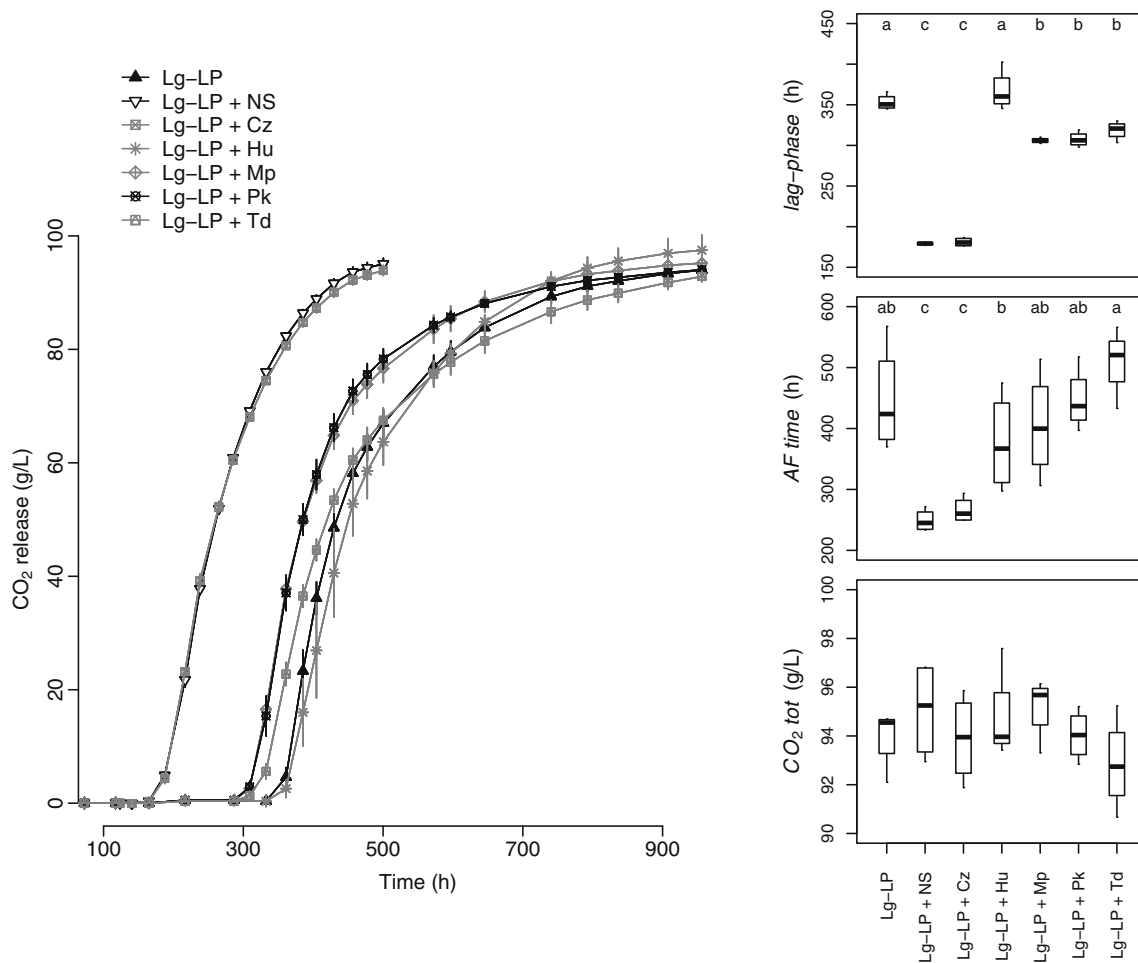 Lg−LP
Lg−LP + NS
Lg−LP + Cz
Lg−LP + Hu
Lg−LP + Mp
Lg−LP + Pk
Lg−LP + Td
CO₂ release (g/L)
0 20 40 60 80 100
100 300 500 700 900
Time (h)
lag−phase (h)
150 250 350 450
a c c a b b b
AF time (h)
200 300 400 500 600
ab c c b ab ab a
CO₂ tot (g/L)
90 92 94 96 98 100
Lg−LP
Lg−LP + NS
Lg−LP + Cz
Lg−LP + Hu
Lg−LP + Mp
Lg−LP + Pk
Lg−LP + Td